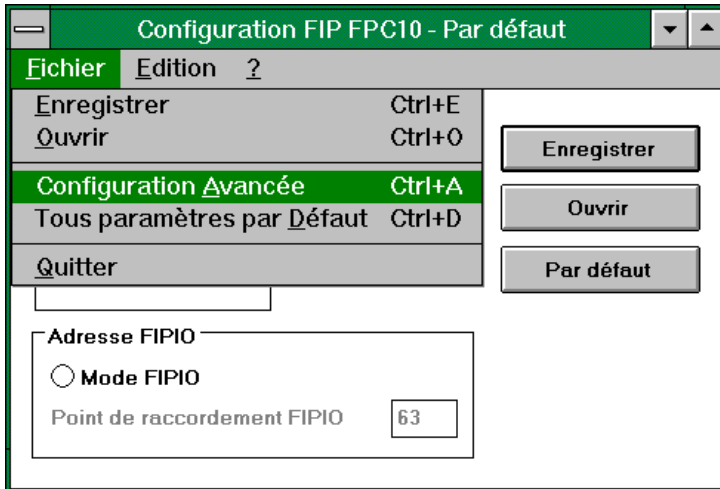 Configuration FIP FPC10 - Par défaut
Fichier Edition ?
Enregistrer Ctrl+E
Ouvrir Ctrl+O
Configuration Avancée Ctrl+A
Tous paramètres par Défaut Ctrl+D
Quitter
Enregistrer
Ouvrir
Par défaut
Adresse FIPIO
Mode FIPIO
Point de raccordement FIPIO 63